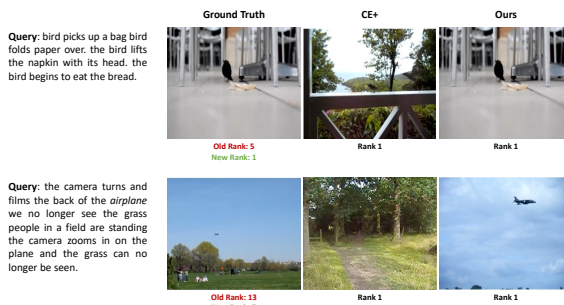 Ground Truth CE+ Ours
Query: bird picks up a bag bird
folds paper over. the bird lifts
the napkin with its head. the
bird begins to eat the bread.
Old Rank: 5 Rank 1 Rank 1
New Rank: 1
Query: the camera turns and
films the back of the airplane
we no longer see the grass
people in a field are standing
the camera zooms in on the
plane and the grass can no
longer be seen.
Old Rank: 13 Rank 1 Rank 1